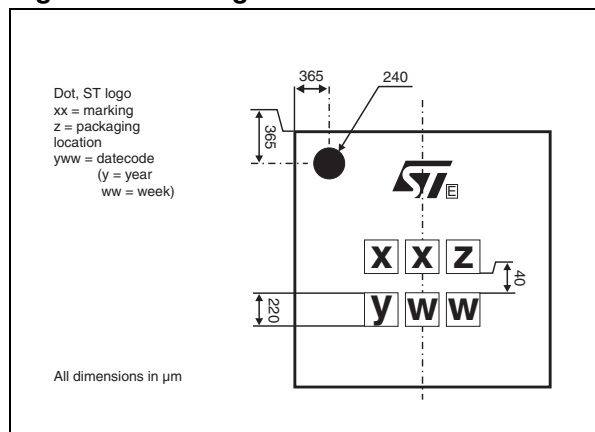 Dot, ST logo
xx = marking
z = packaging
location
yww = datecode
(y = year
ww = week)
365
240
365
ST
E
x x z
40
y w w
220
All dimensions in µm